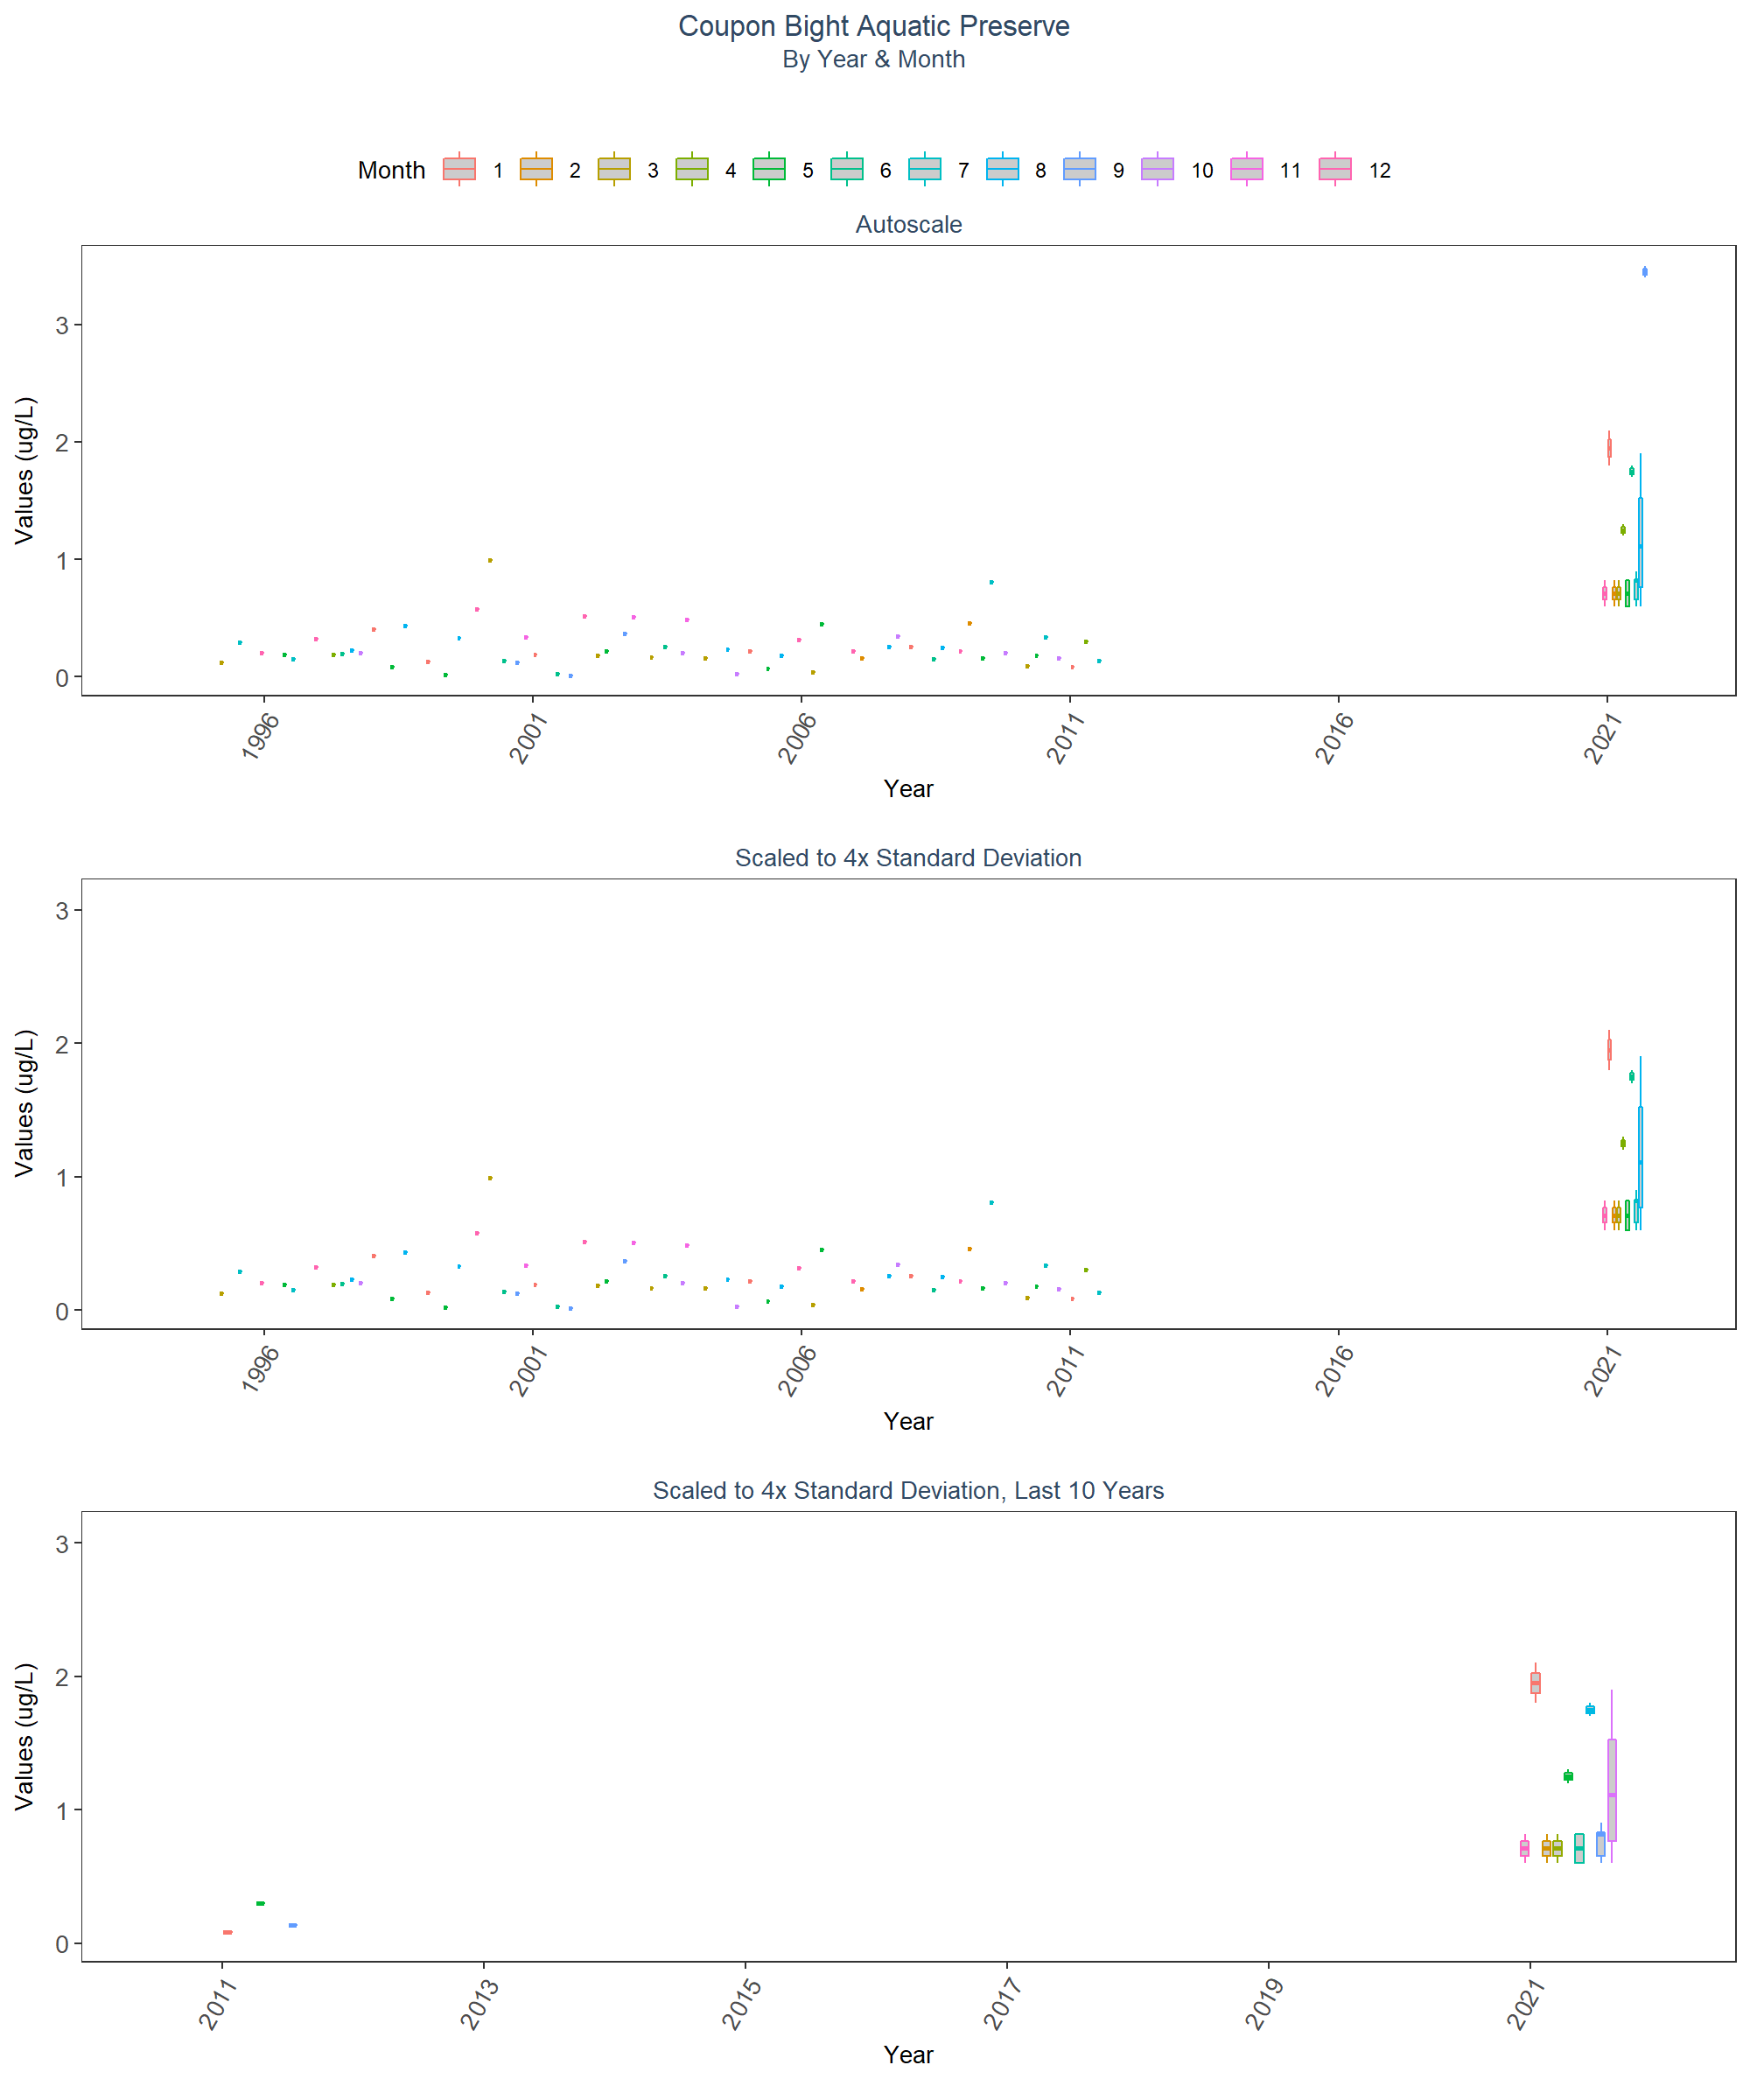 Coupon Bight Aquatic Preserve
By Year & Month
Month 1 2 3 4 5 6 7 8 9 10 11 12
Autoscale
Values (ug/L)
3
2
1
0
1996 2001 2006 2011 2016 2021
Year
Scaled to 4x Standard Deviation
Values (ug/L)
3
2
1
0
1996 2001 2006 2011 2016 2021
Year
Scaled to 4x Standard Deviation, Last 10 Years
Values (ug/L)
3
2
1
0
2011 2013 2015 2017 2019 2021
Year